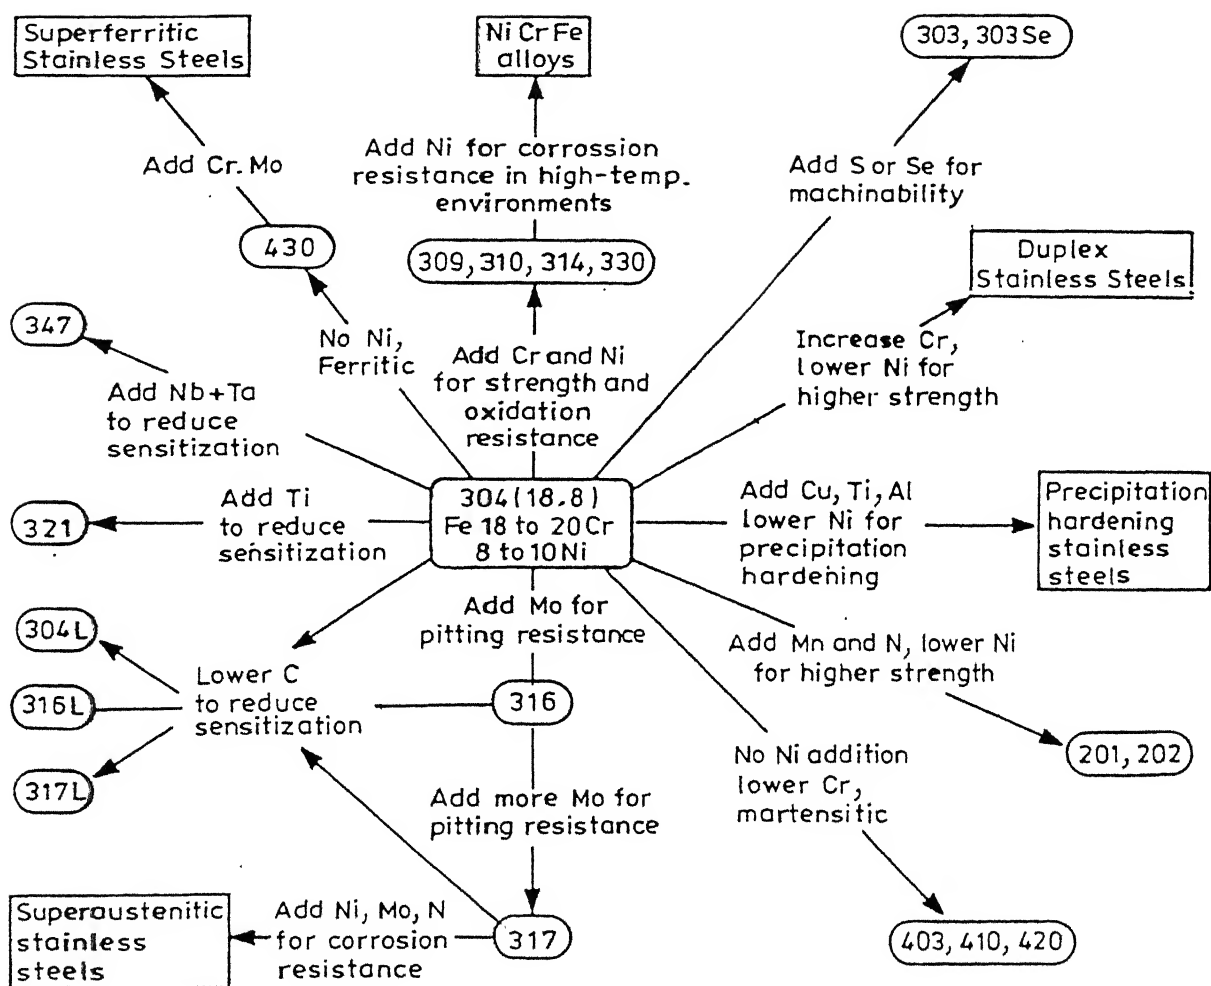 Superferritic
Stainless Steels
Ni Cr Fe
alloys
303, 303Se
Add Cr. Mo
Add Ni for corrossion
resistance in high-temp.
environments
Add S or Se for
machinability
430
309, 310, 314, 330
Duplex
Stainless Steels
347
No Ni,
Ferritic
Add Cr and Ni
for strength and
oxidation
resistance
Increase Cr,
lower Ni for
higher strength
Add Nb+Ta
to reduce
sensitization
321
Add Ti
to reduce
sensitization
304 (18.8)
Fe 18 to 20 Cr
8 to 10 Ni
Add Cu, Ti, Al
lower Ni for
precipitation
hardening
Precipitation
hardening
stainless
steels
Add Mo for
pitting resistance
304L
316L
317L
Lower C
to reduce
sensitization
316
Add Mn and N, lower Ni
for higher strength
201, 202
Add more Mo for
pitting resistance
No Ni addition
lower Cr,
martensitic
Superaustenitic
stainless
steels
Add Ni, Mo, N
for corrosion
resistance
317
403, 410, 420